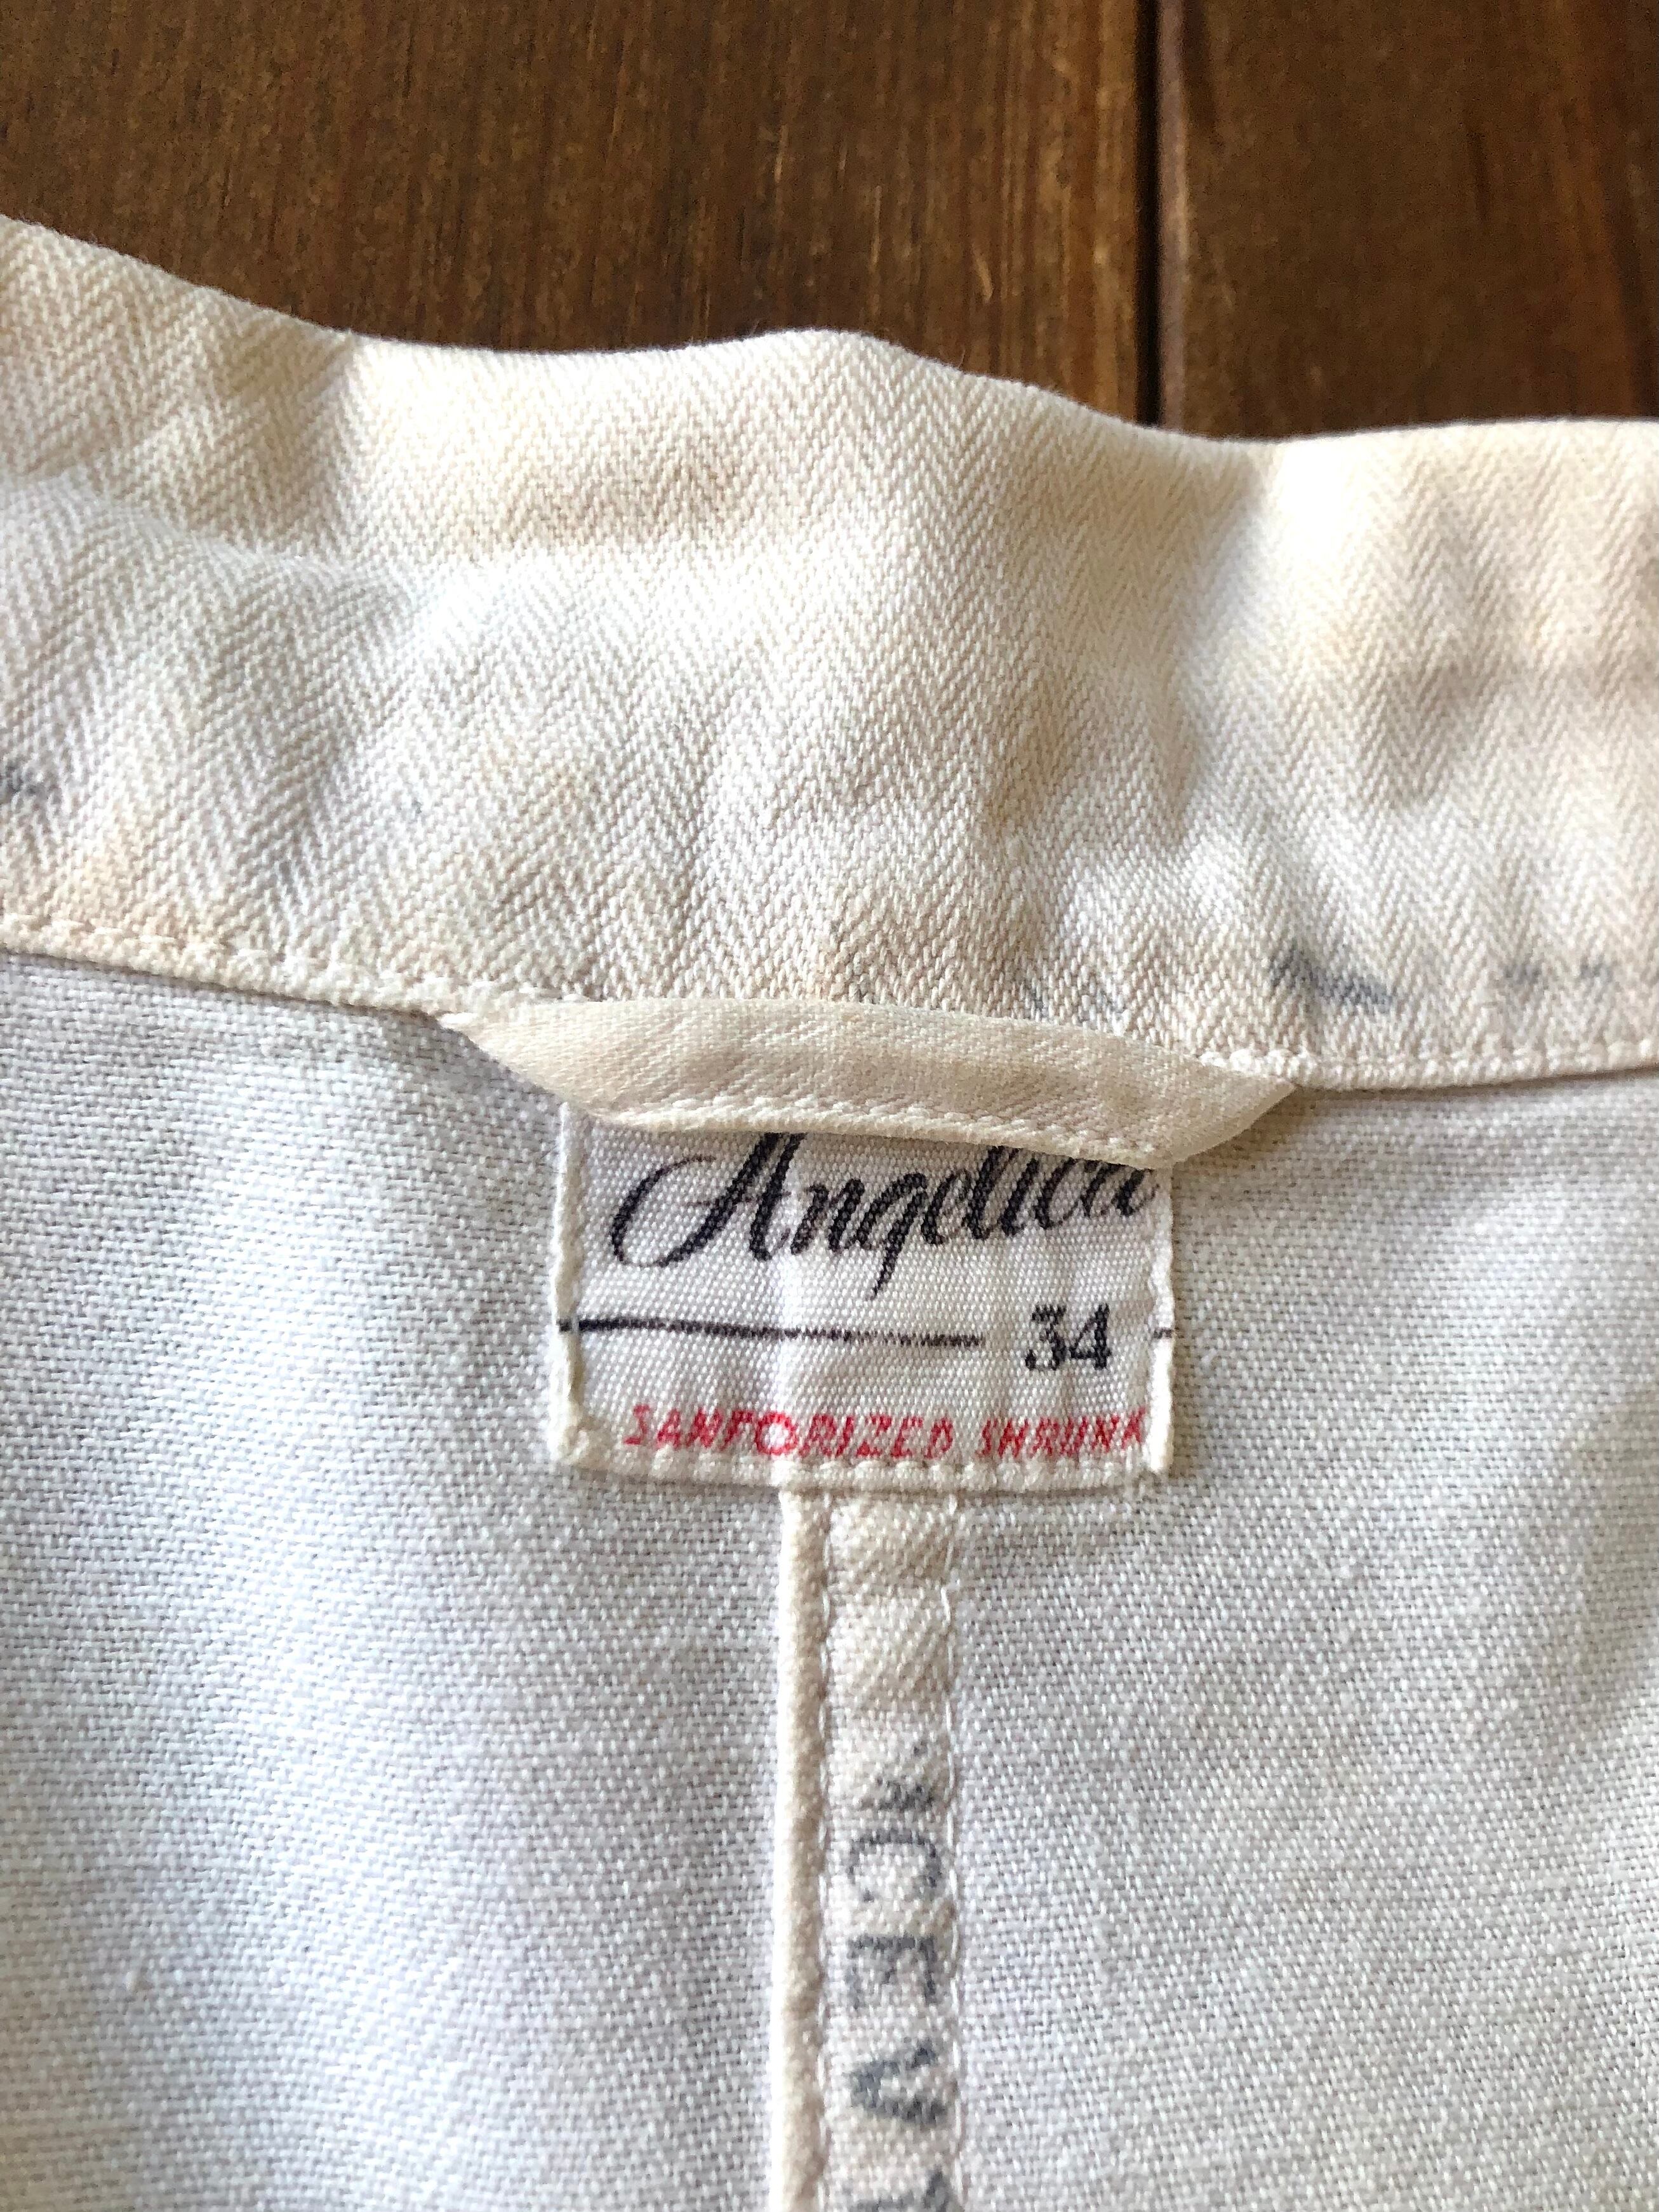 Angelica
34
SANFORIZED SHRUNK